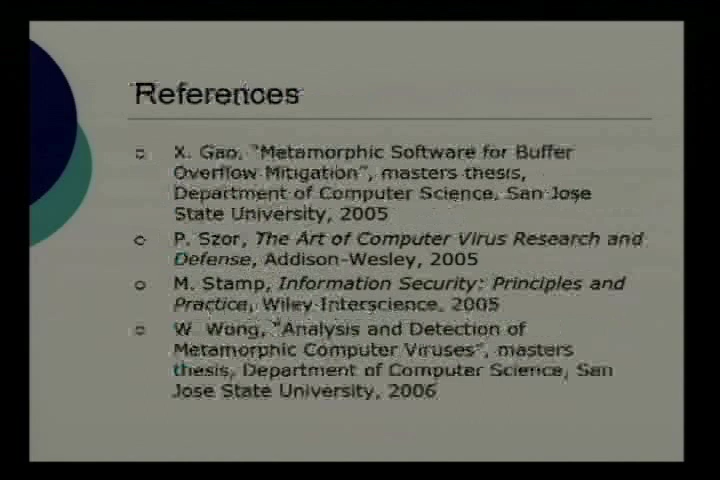 References
X. Gao, "Metamorphic Software for Buffer
Overflow Mitigation", masters thesis,
Department of Computer Science, San Jose
State University, 2005
P. Szor, The Art of Computer Virus Research and
Defense, Addison-Wesley, 2005
M. Stamp, Information Security: Principles and
Practice, Wiley-Interscience, 2005
W. Wong, "Analysis and Detection of
Metamorphic Computer Viruses", masters
thesis, Department of Computer Science, San
Jose State University, 2006